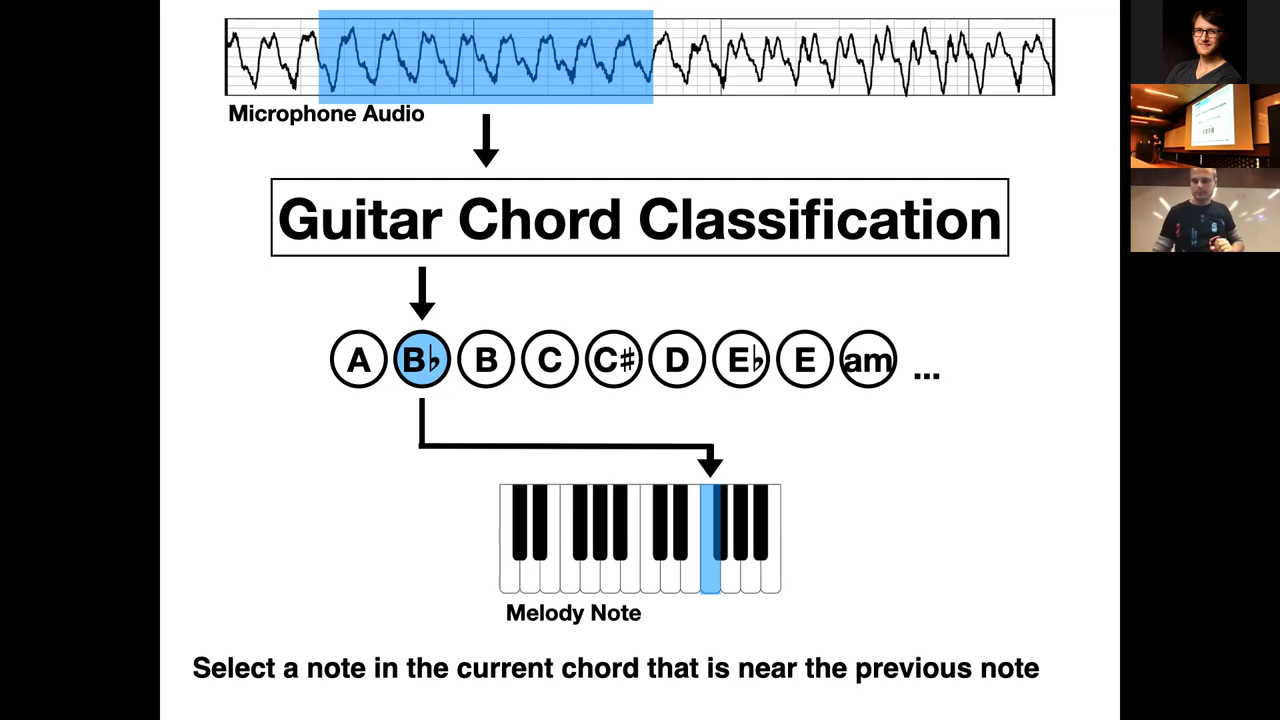 Microphone Audio
Guitar Chord Classification
A B♭ B C C♯ D E♭ E am ...
Melody Note
Select a note in the current chord that is near the previous note